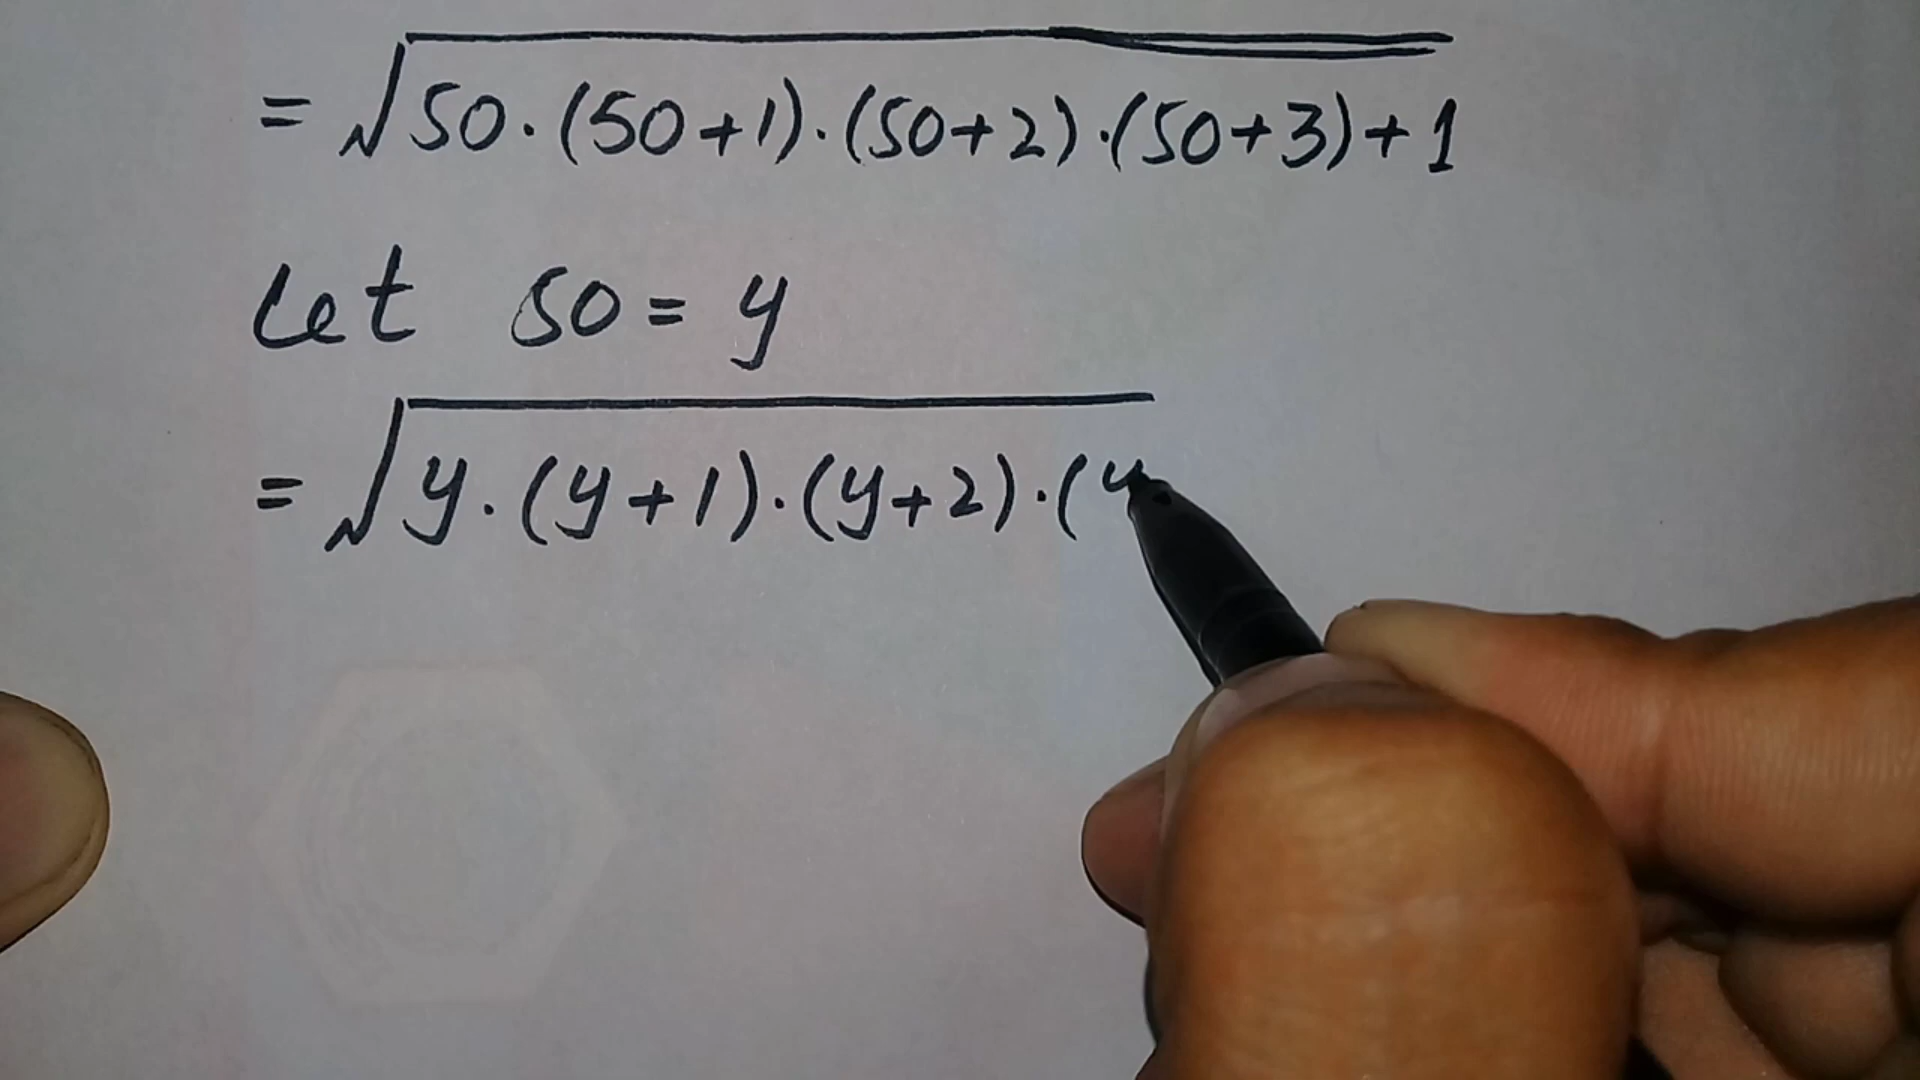 = √50·(50+1)·(50+2)·(50+3)+1
Let 50 = y
= √y·(y+1)·(y+2)·(y